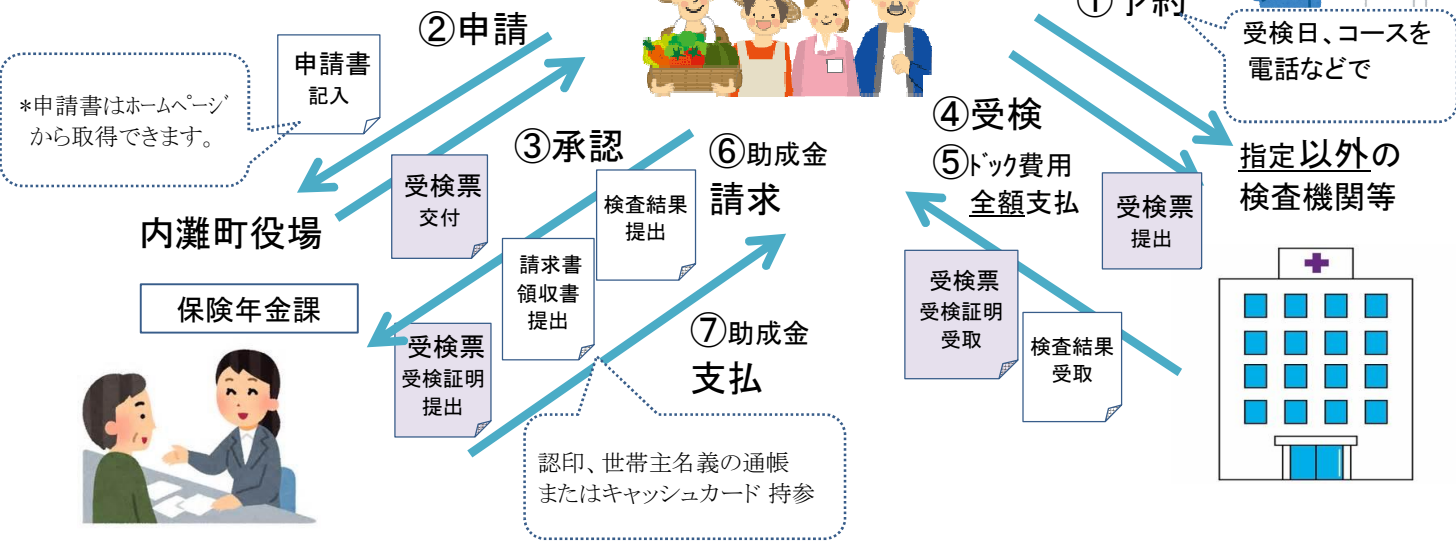 ②申請
①予約
受検日、コースを
電話などで
申請書
記入
*申請書はホームページ
から取得できます。
③承認
受検票
交付
内灘町役場
保険年金課
⑥助成金
請求
検査結果
提出
請求書
領収書
提出
受検票
受検証明
提出
⑦助成金
支払
認印、世帯主名義の通帳
またはキャッシュカード 持参
④受検
⑤ドック費用
全額支払
受検票
提出
指定以外の
検査機関等
受検票
受検証明
受取
検査結果
受取